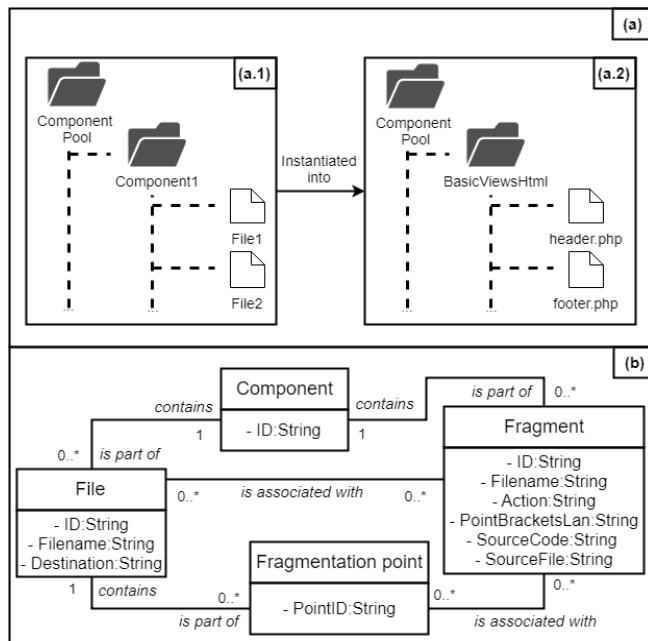 (a)
(a.1)
Component
Pool
Component1
File1
File2
...
...
Instantiated
into
(a.2)
Component
Pool
BasicViewsHtml
header.php
footer.php
...
...
(b)
Component
- ID:String
contains
1
is part of
0..*
contains
1
is part of
0..*
Fragment
- ID:String
- Filename:String
- Action:String
- PointBracketsLan:String
- SourceCode:String
- SourceFile:String
File
- ID:String
- Filename:String
- Destination:String
0..*
is associated with
0..*
Fragmentation point
- PointID:String
1
contains
is part of
0..*
0..*
is associated with
0..*